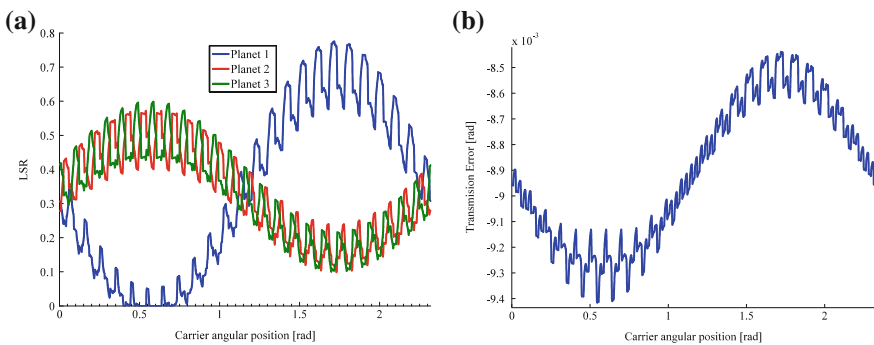 (a)
0.8
0.7
0.6
0.5
0.4
0.3
0.2
0.1
0
LSR
Planet 1
Planet 2
Planet 3
0
0.5
1
1.5
2
Carrier angular position [rad]
(b)
x 10⁻³
-8.5
-8.6
-8.7
-8.8
-8.9
-9
-9.1
-9.2
-9.3
-9.4
Transmision Error [rad]
0
0.5
1
1.5
2
Carrier angular position [rad]